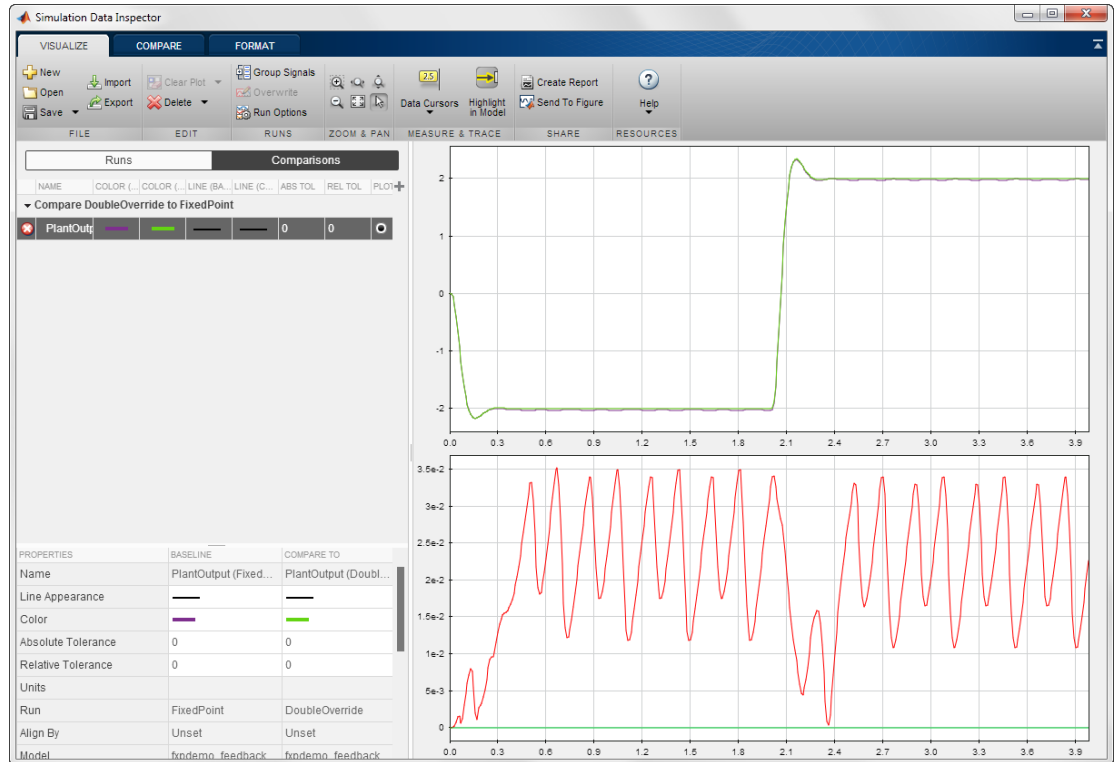 Simulation Data Inspector
VISUALIZE COMPARE FORMAT
New
Open
Save
Import
Export
Clear Plot
Delete
Group Signals
Overwrite
Run Options
2.5
Data Cursors
Highlight
in Model
Create Report
Send To Figure
?
Help
FILE EDIT RUNS ZOOM & PAN MEASURE & TRACE SHARE RESOURCES
Runs Comparisons
NAME COLOR (... COLOR (... LINE (BA... LINE (C... ABS TOL REL TOL PLOT
Compare DoubleOverride to FixedPoint
PlantOutp 0 0
PROPERTIES BASELINE COMPARE TO
Name PlantOutput (Fixed... PlantOutput (Doubl...
Line Appearance
Color
Absolute Tolerance 0 0
Relative Tolerance 0 0
Units
Run FixedPoint DoubleOverride
Align By Unset Unset
Model fxpdemo_feedback fxpdemo_feedback
2
1
0
-1
-2
0.0 0.3 0.6 0.9 1.2 1.5 1.8 2.1 2.4 2.7 3.0 3.3 3.6 3.9
3.5e-2
3e-2
2.5e-2
2e-2
1.5e-2
1e-2
5e-3
0
0.0 0.3 0.6 0.9 1.2 1.5 1.8 2.1 2.4 2.7 3.0 3.3 3.6 3.9